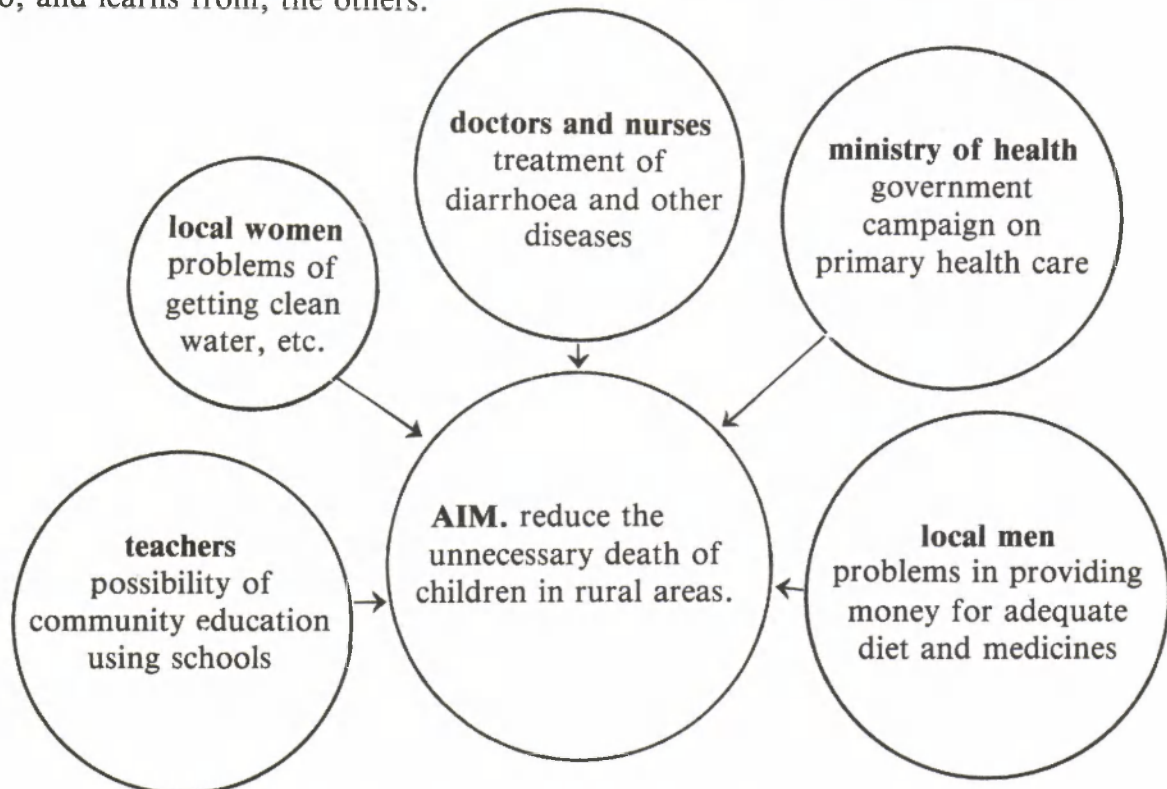 and learns from, the others.
doctors and nurses
treatment of
diarrhoea and other
diseases
ministry of health
government
campaign on
primary health care
local women
problems of
getting clean
water, etc.
AIM. reduce the
unnecessary death of
children in rural areas.
teachers
possibility of
community education
using schools
local men
problems in providing
money for adequate
diet and medicines